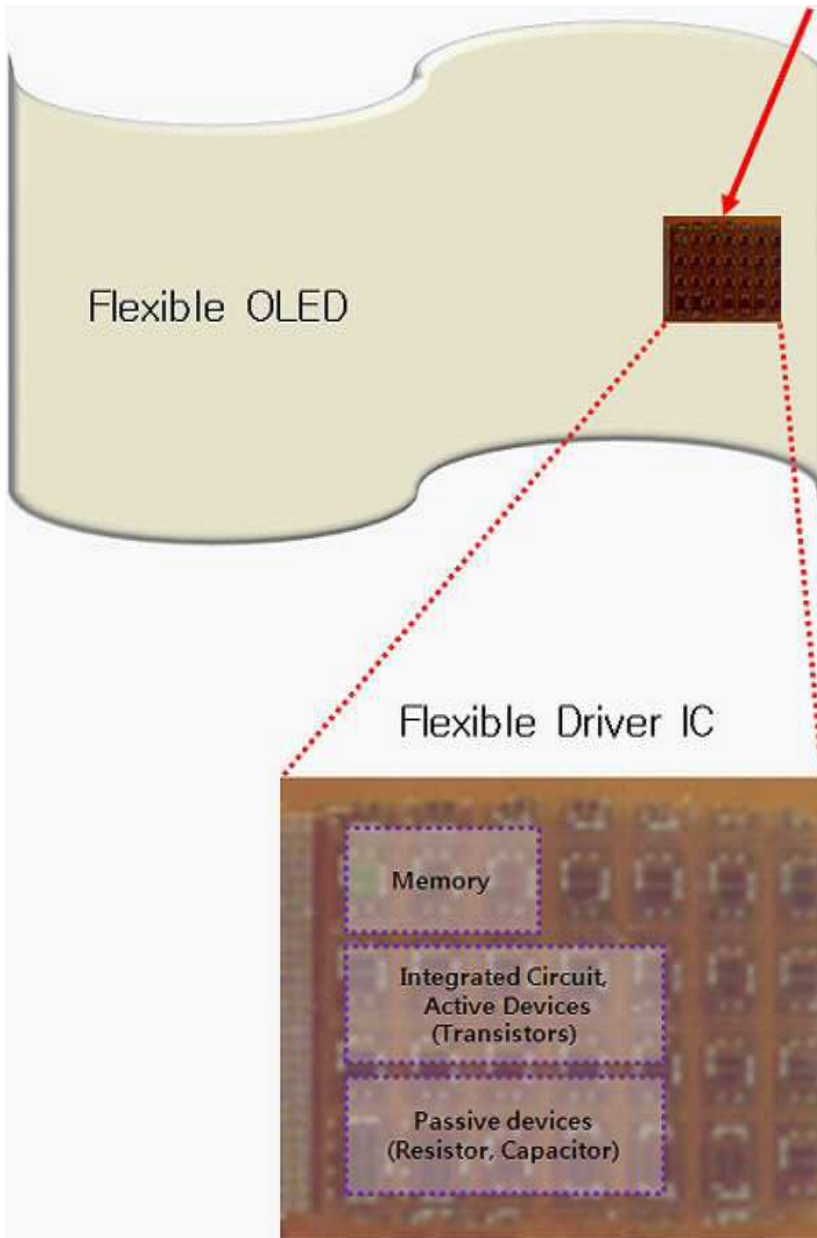 Flexible OLED
Flexible Driver IC
Memory
Integrated Circuit,
Active Devices
(Transistors)
Passive devices
(Resistor, Capacitor)